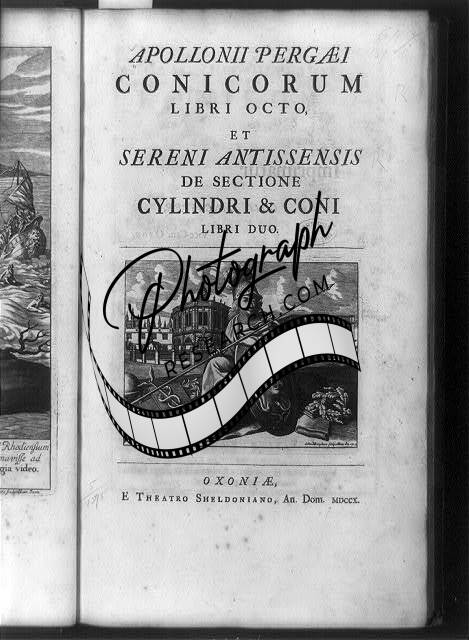 APOLLONII PERGÆI
CONICORUM
LIBRI OCTO,
ET
SERENI ANTISSENSIS
DE SECTIONE
CYLINDRI & CONI
LIBRI DUO.
Photograph
RESEARCH.COM
OXONIÆ,
E THEATRO SHELDONIANO, An. Dom. MDCCX.
Rhodiensium
ad
gia video.